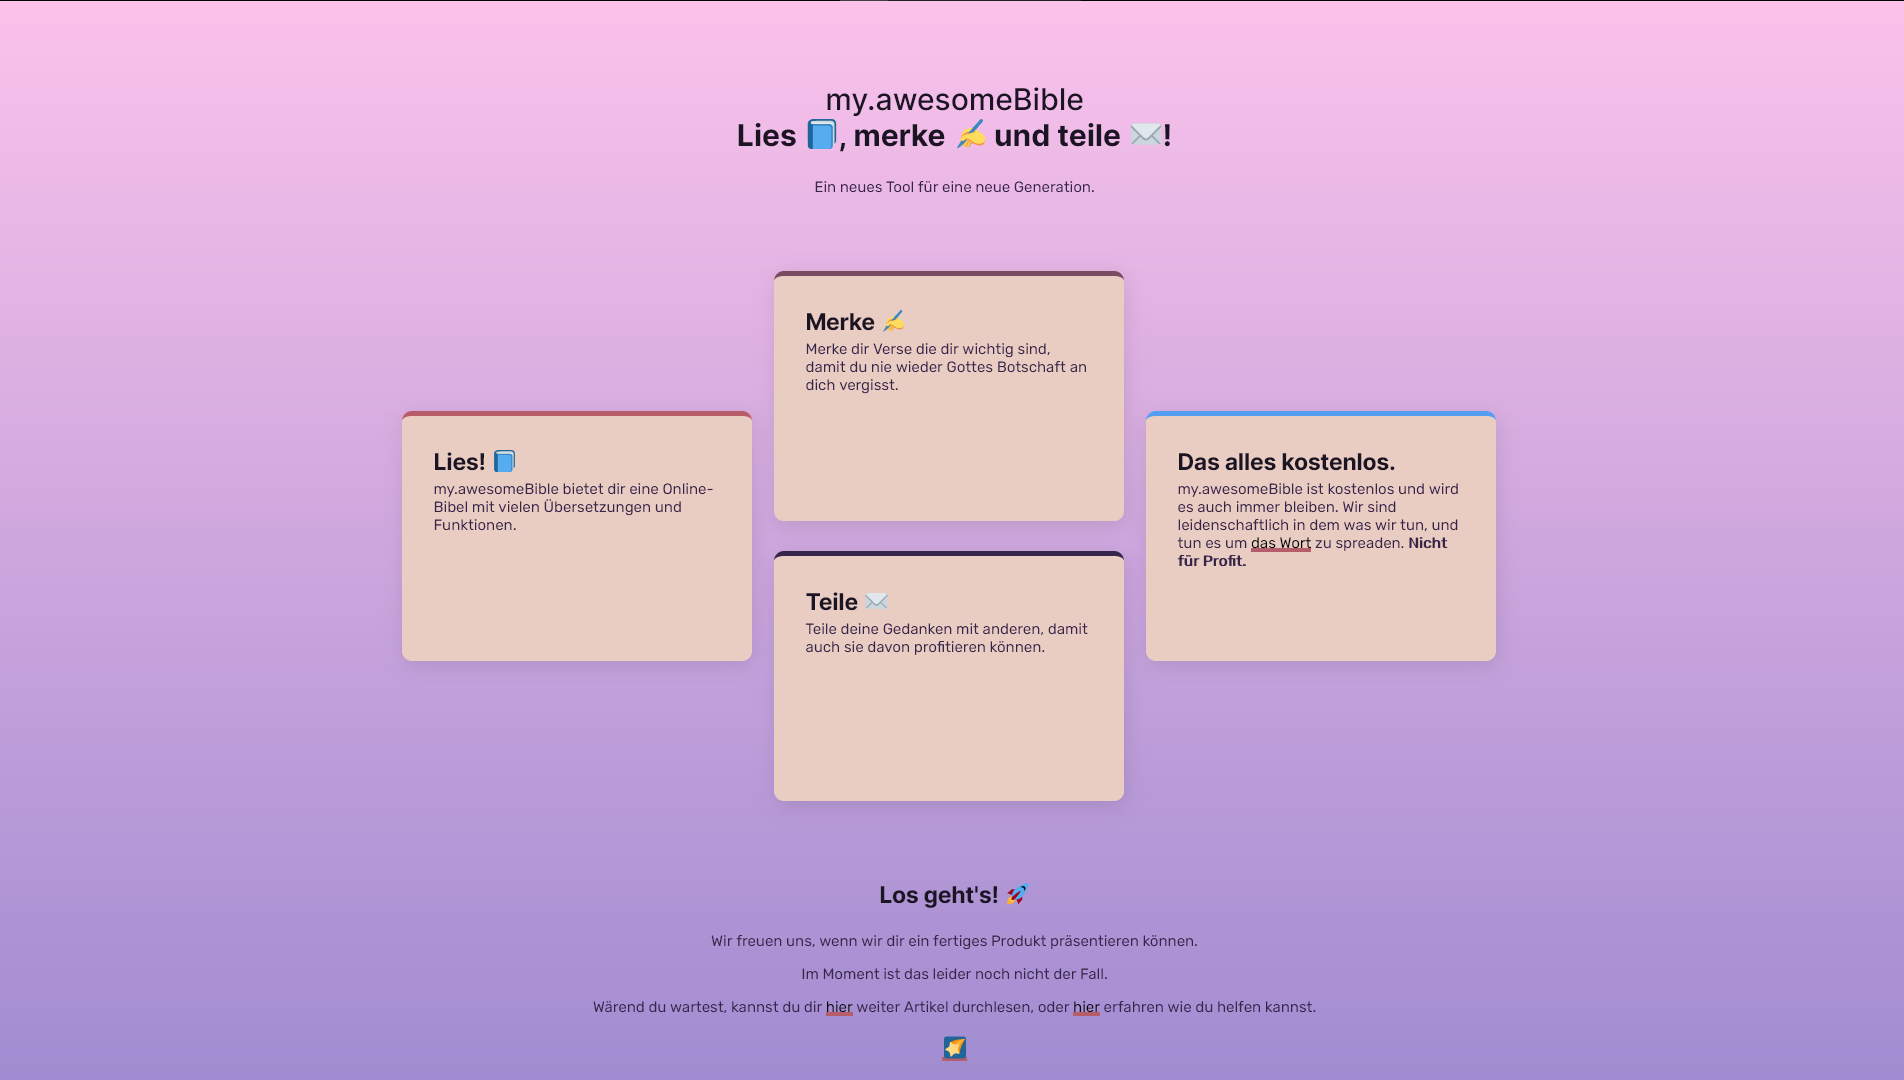 my.awesomeBible
Lies 📘, merke ✍️ und teile ✉️!
Ein neues Tool für eine neue Generation.
Merke ✍️
Merke dir Verse die dir wichtig sind,
damit du nie wieder Gottes Botschaft an
dich vergisst.
Lies! 📘
my.awesomeBible bietet dir eine Online-
Bibel mit vielen Übersetzungen und
Funktionen.
Das alles kostenlos.
my.awesomeBible ist kostenlos und wird
es auch immer bleiben. Wir sind
leidenschaftlich in dem was wir tun, und
tun es um das Wort zu spreaden. Nicht
für Profit.
Teile ✉️
Teile deine Gedanken mit anderen, damit
auch sie davon profitieren können.
Los geht's! 🚀
Wir freuen uns, wenn wir dir ein fertiges Produkt präsentieren können.
Im Moment ist das leider noch nicht der Fall.
Wärend du wartest, kannst du dir hier weiter Artikel durchlesen, oder hier erfahren wie du helfen kannst.